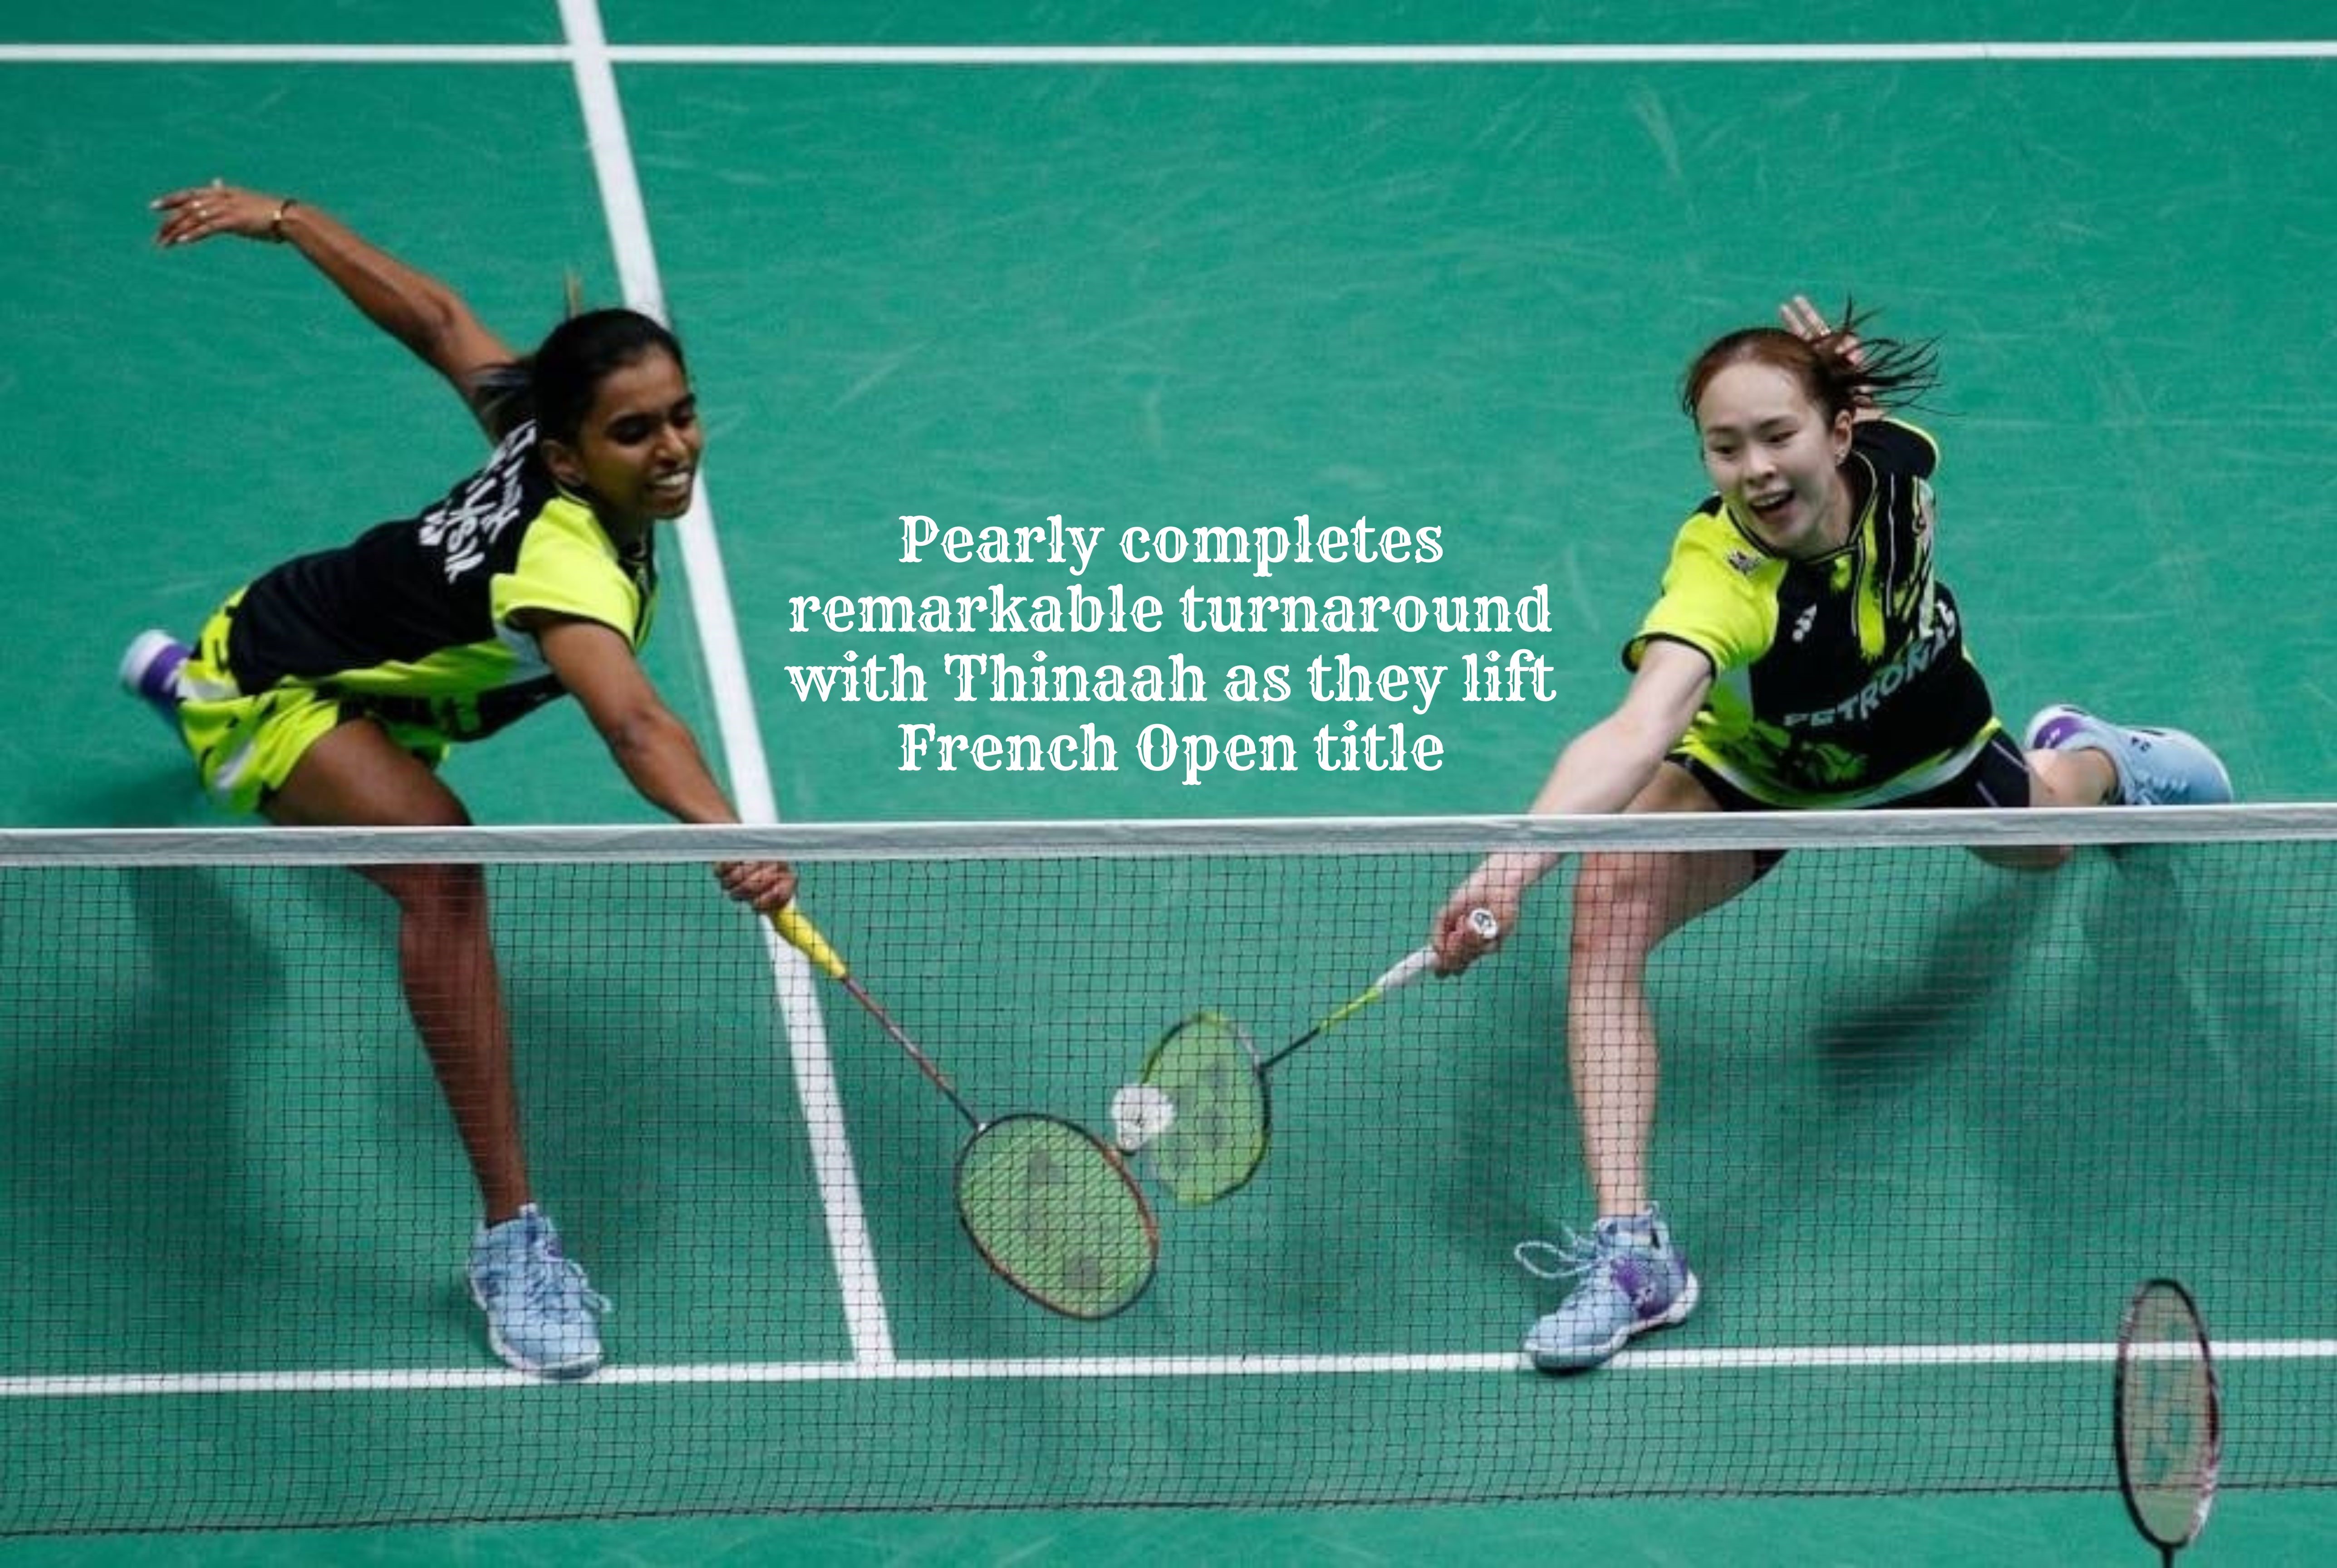 Pearly completes
remarkable turnaround
with Thinaah as they lift
French Open title
PETRONAS